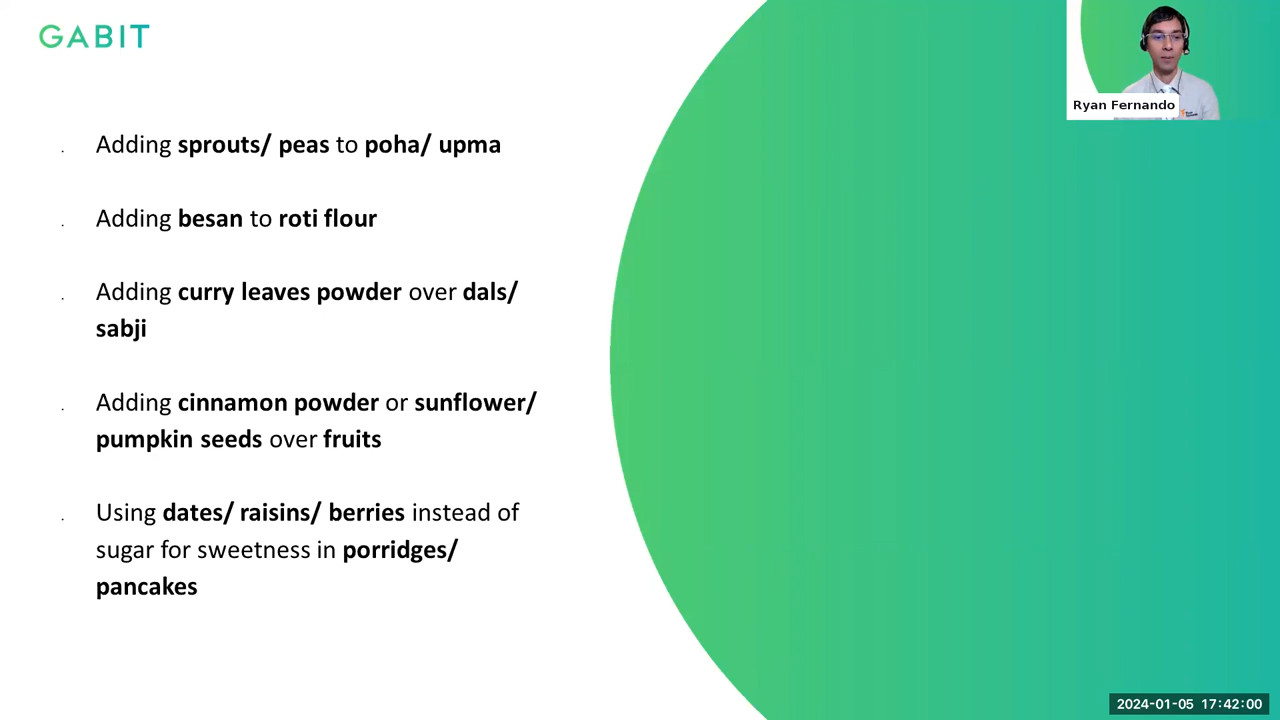 GABIT
Ryan Fernando
. Adding sprouts/ peas to poha/ upma
. Adding besan to roti flour
. Adding curry leaves powder over dals/
sabji
. Adding cinnamon powder or sunflower/
pumpkin seeds over fruits
. Using dates/ raisins/ berries instead of
sugar for sweetness in porridges/
pancakes
2024-01-05 17:42:00